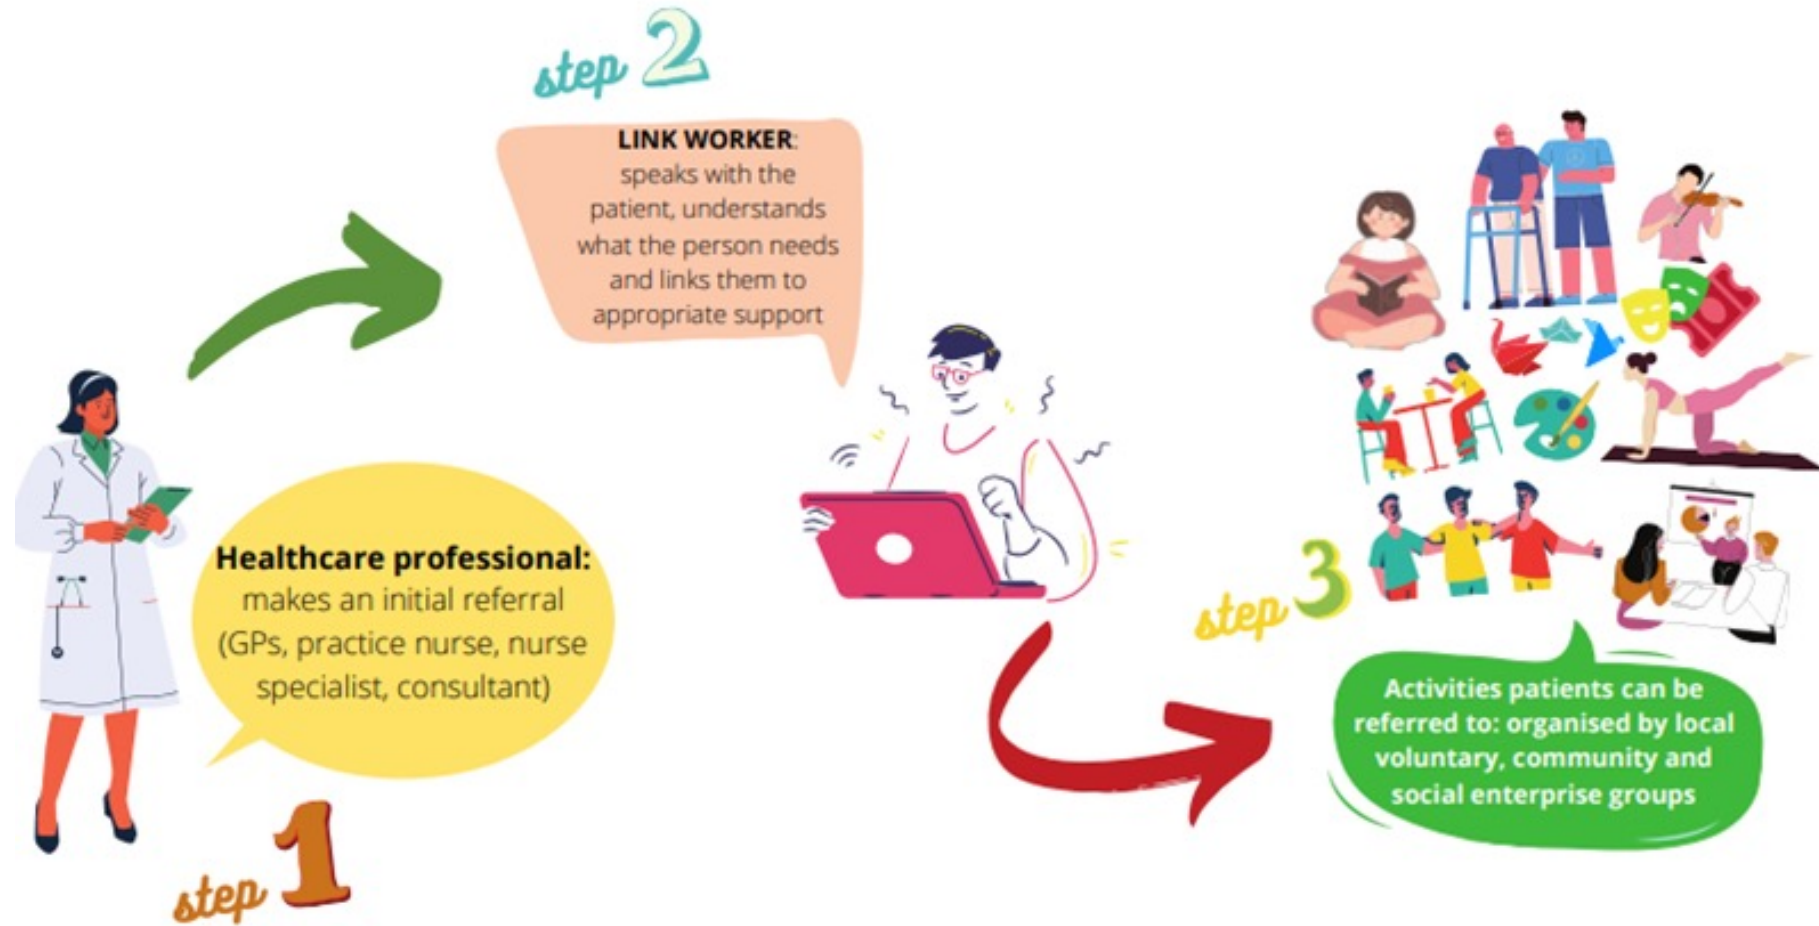 step 1
Healthcare professional:
makes an initial referral
(GPs, practice nurse, nurse
specialist, consultant)
step 2
LINK WORKER:
speaks with the
patient, understands
what the person needs
and links them to
appropriate support
step 3
Activities patients can be
referred to: organised by local
voluntary, community and
social enterprise groups